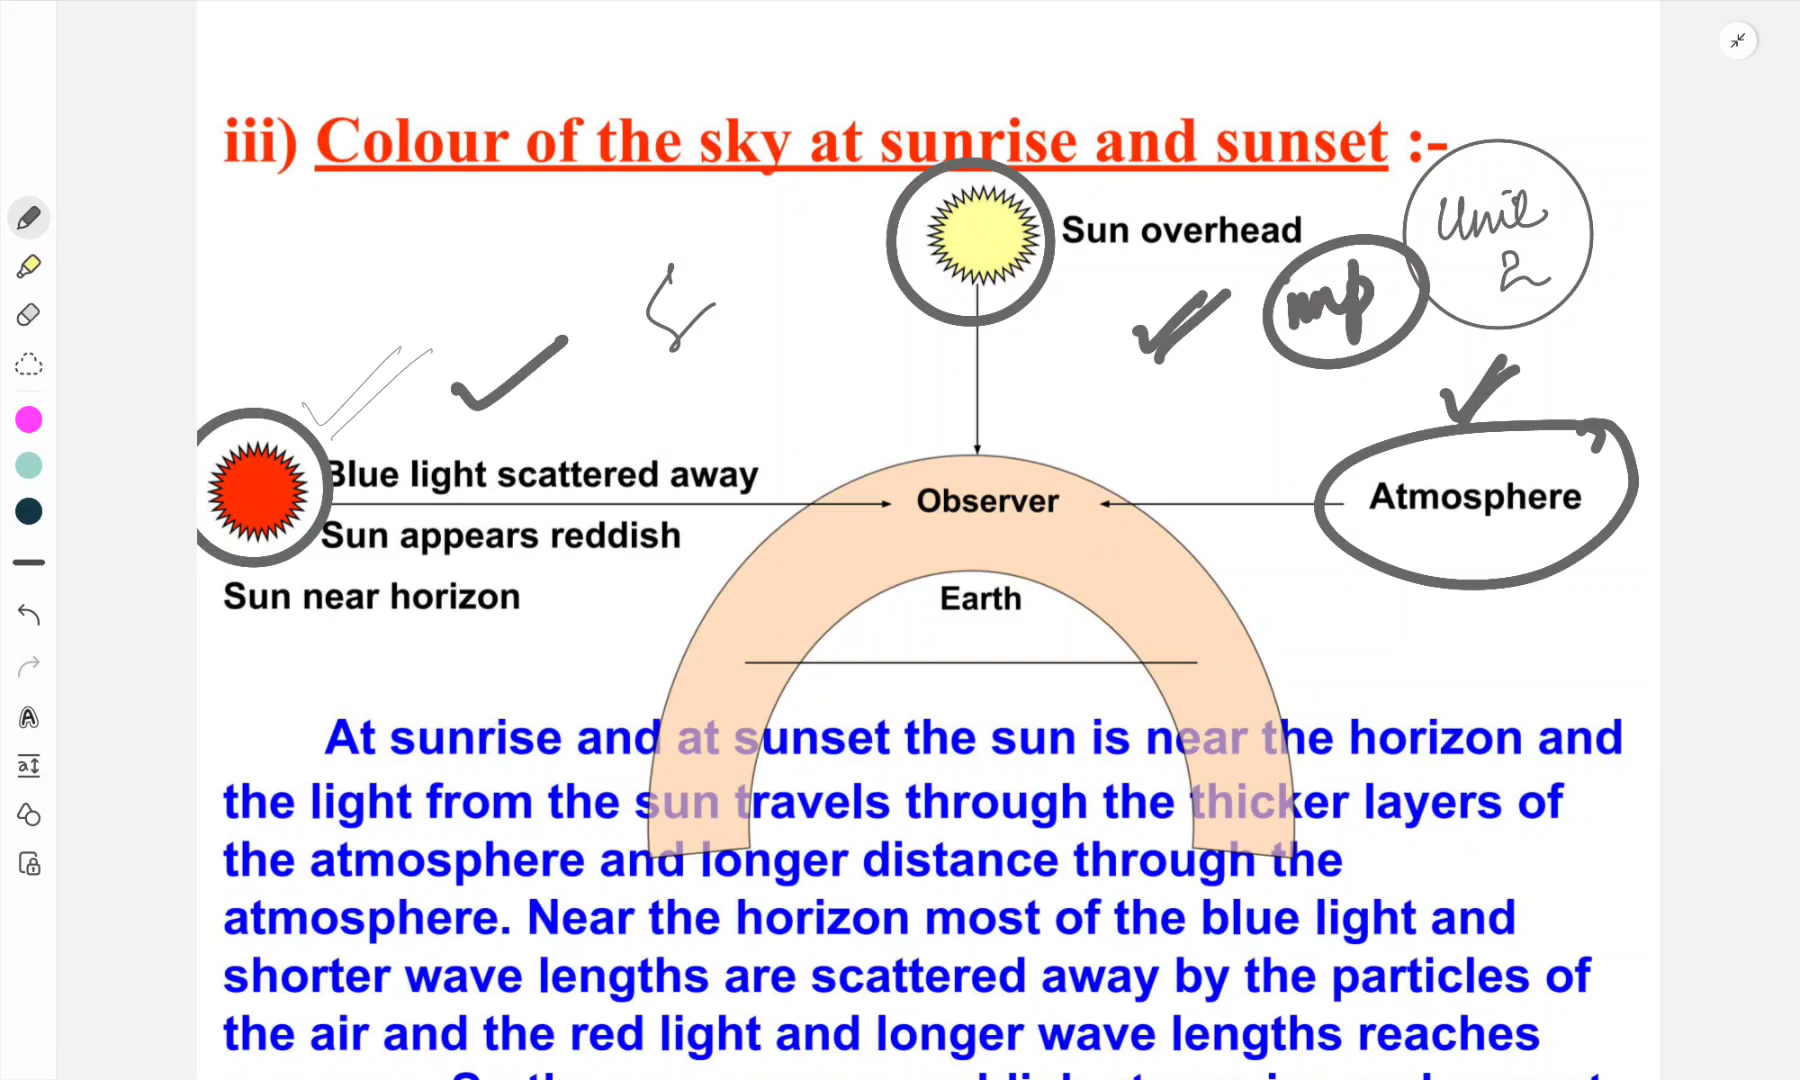 iii) Colour of the sky at sunrise and sunset :-
Unit
2
Sun overhead
imp
Blue light scattered away
Observer
Atmosphere
Sun appears reddish
Sun near horizon
Earth
At sunrise and at sunset the sun is near the horizon and
the light from the sun travels through the thicker layers of
the atmosphere and longer distance through the
atmosphere. Near the horizon most of the blue light and
shorter wave lengths are scattered away by the particles of
the air and the red light and longer wave lengths reaches